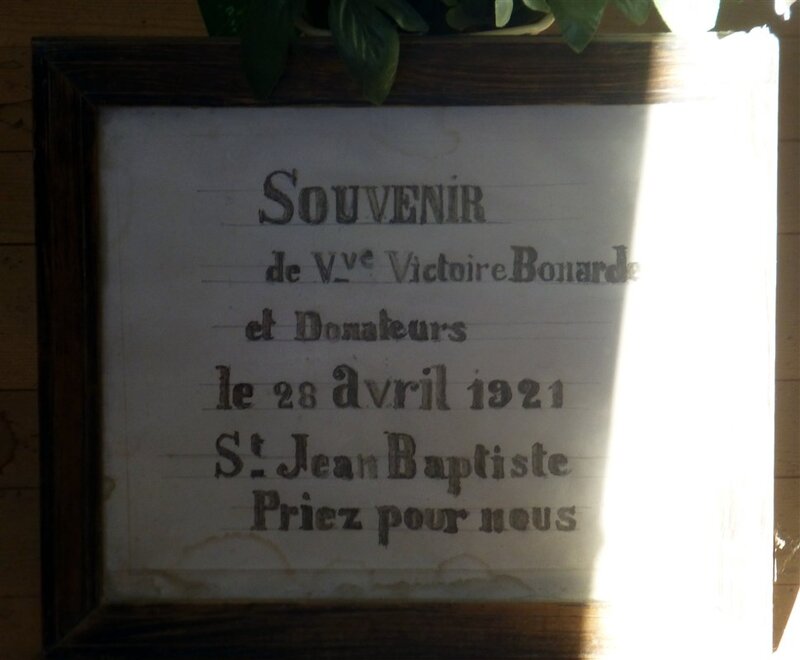 SOUVENIR
de Vve Victoire Bonarde
et Donateurs
le 28 avril 1921
St Jean Baptiste
Priez pour nous